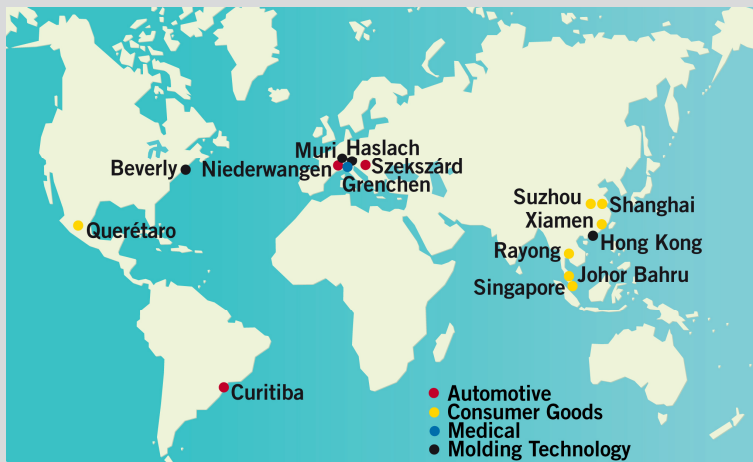 Muri
Haslach
Beverly
Niederwangen
Szekszárd
Grenchen
Suzhou
Shanghai
Xiamen
Querétaro
Hong Kong
Rayong
Johor Bahru
Singapore
Curitiba
Automotive
Consumer Goods
Medical
Molding Technology